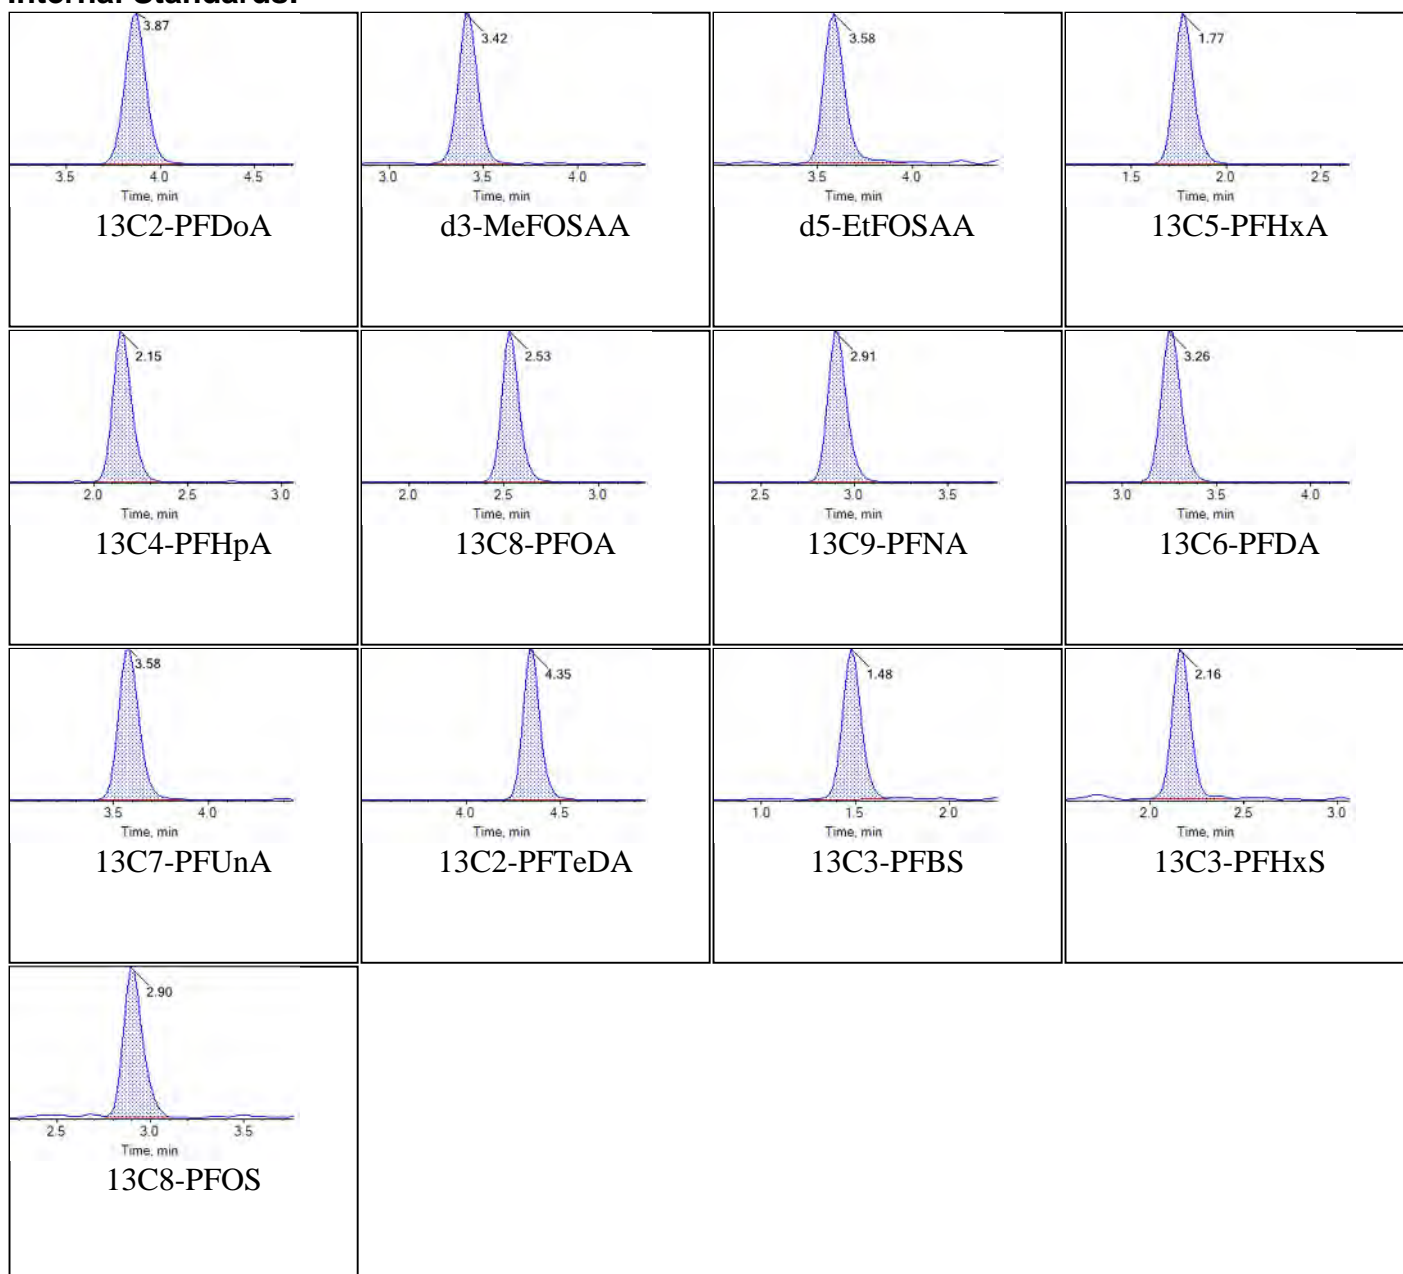 Internal Standards:
3.87
3.5 4.0 4.5
Time, min
13C2-PFDoA
3.42
3.0 3.5 4.0
Time, min
d3-MeFOSAA
3.58
3.5 4.0
Time, min
d5-EtFOSAA
1.77
1.5 2.0 2.5
Time, min
13C5-PFHxA
2.15
2.0 2.5 3.0
Time, min
13C4-PFHpA
2.53
2.0 2.5 3.0
Time, min
13C8-PFOA
2.91
2.5 3.0 3.5
Time, min
13C9-PFNA
3.26
3.0 3.5 4.0
Time, min
13C6-PFDA
3.58
3.5 4.0
Time, min
13C7-PFUnA
4.35
4.0 4.5
Time, min
13C2-PFTeDA
1.48
1.0 1.5 2.0
Time, min
13C3-PFBS
2.16
2.0 2.5 3.0
Time, min
13C3-PFHxS
2.90
2.5 3.0 3.5
Time, min
13C8-PFOS